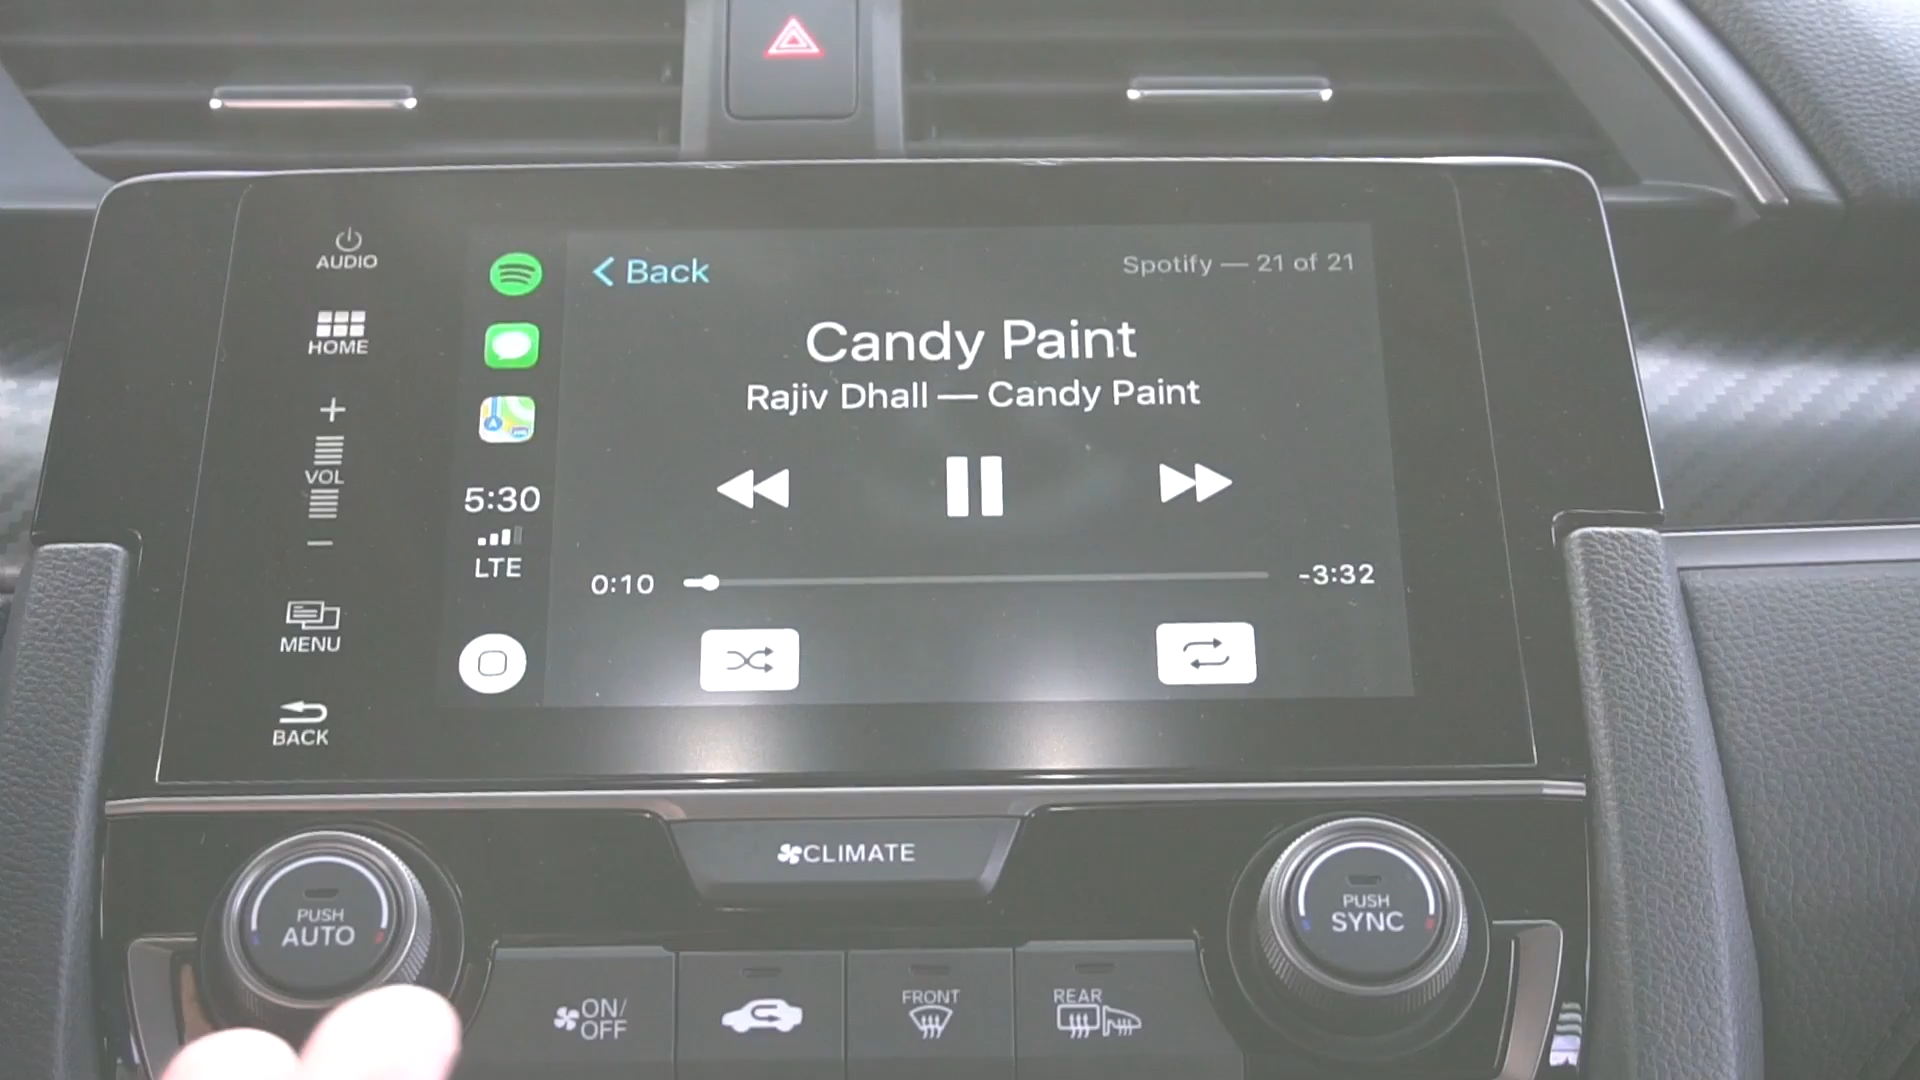 AUDIO
HOME
+
VOL
−
MENU
BACK
5:30
LTE
Back
Spotify — 21 of 21
Candy Paint
Rajiv Dhall — Candy Paint
0:10
-3:32
CLIMATE
PUSH
AUTO
PUSH
SYNC
ON/
OFF
FRONT
REAR